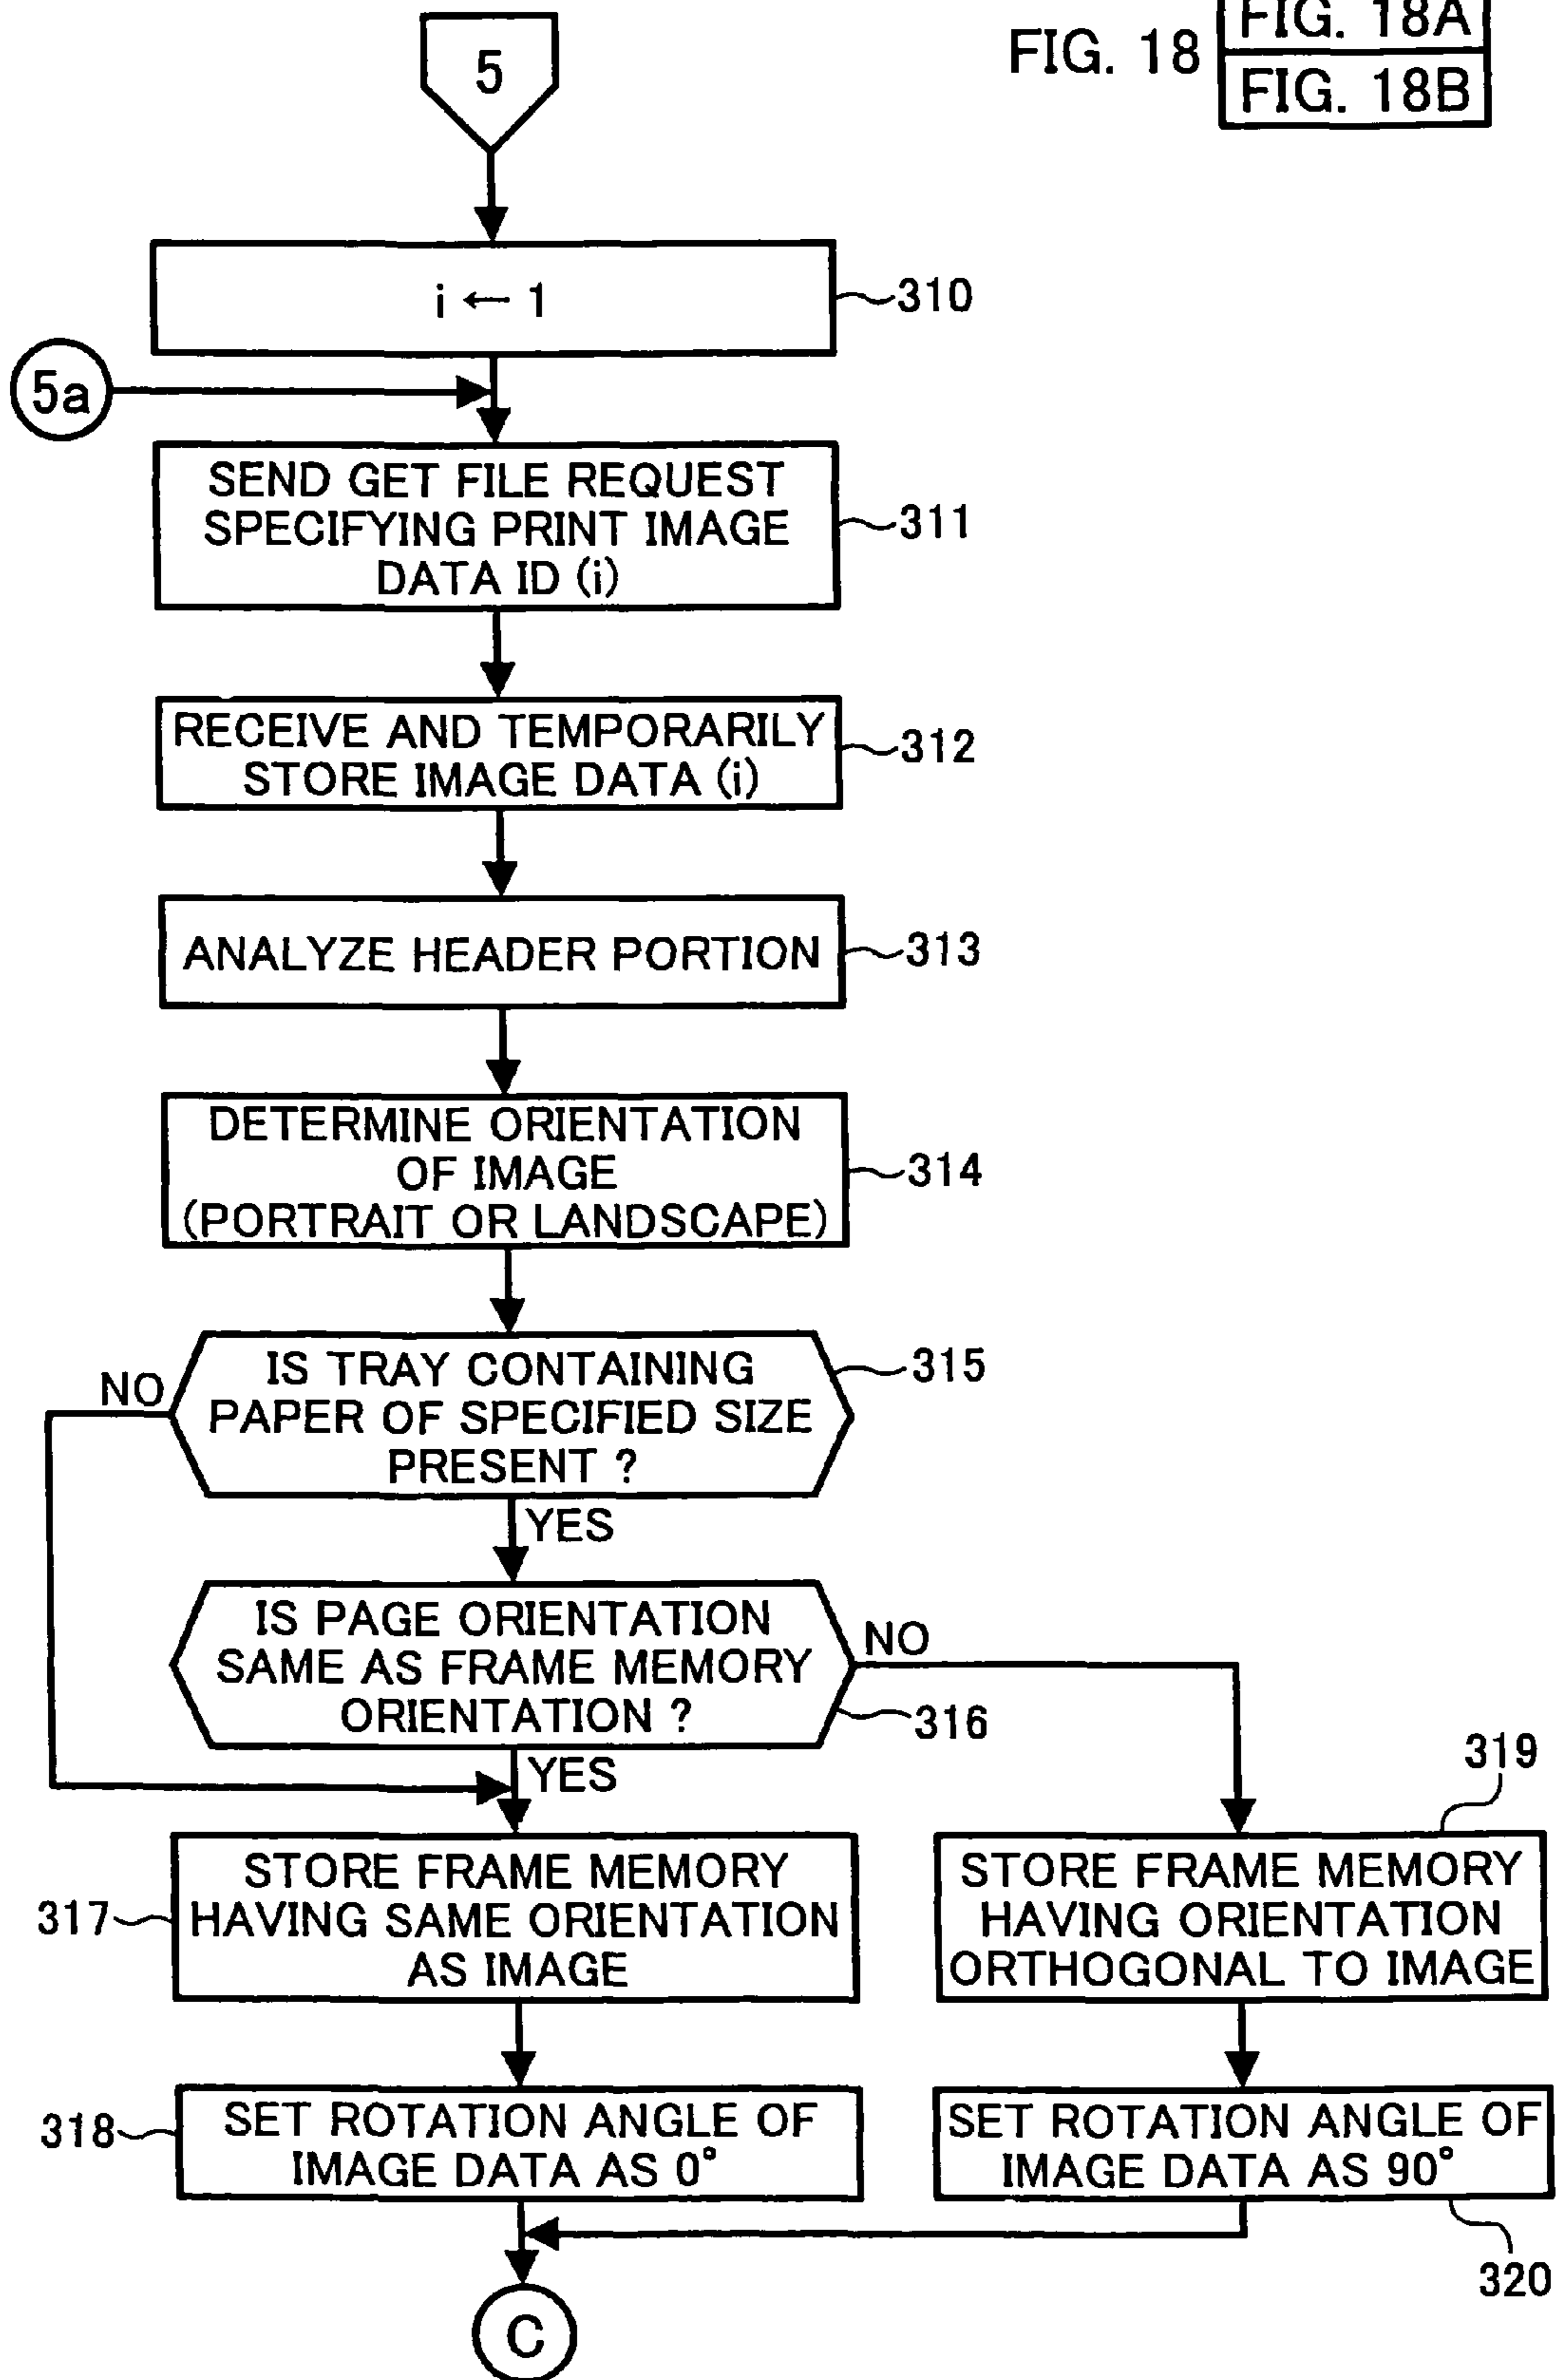 FIG. 18
FIG. 18A
FIG. 18B
5
i ← 1
310
5a
SEND GET FILE REQUEST
SPECIFYING PRINT IMAGE
DATA ID (i)
311
RECEIVE AND TEMPORARILY
STORE IMAGE DATA (i)
312
ANALYZE HEADER PORTION
313
DETERMINE ORIENTATION
OF IMAGE
(PORTRAIT OR LANDSCAPE)
314
IS TRAY CONTAINING
PAPER OF SPECIFIED SIZE
PRESENT ?
315
NO
YES
IS PAGE ORIENTATION
SAME AS FRAME MEMORY
ORIENTATION ?
316
NO
YES
317
STORE FRAME MEMORY
HAVING SAME ORIENTATION
AS IMAGE
319
STORE FRAME MEMORY
HAVING ORIENTATION
ORTHOGONAL TO IMAGE
318
SET ROTATION ANGLE OF
IMAGE DATA AS 0°
SET ROTATION ANGLE OF
IMAGE DATA AS 90°
320
C